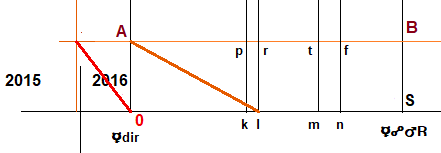 A B
p r t f
2015 2016
S
0 k l m n
☿dir ☿☍♂R